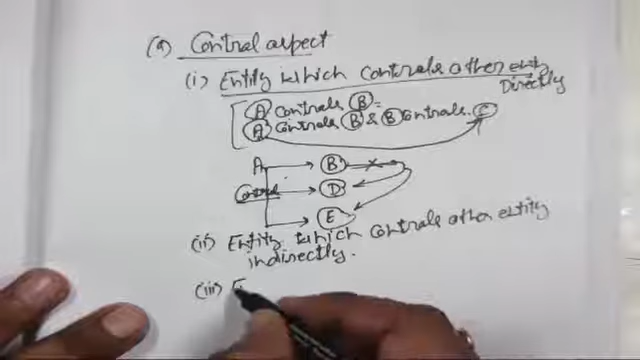 (a) Control aspect
(i) Entity which controls other entity
Directly
A controls B
A controls B & B controls C
A B
Control D
E
(ii) Entity which controls other entity
indirectly.
(iii) E